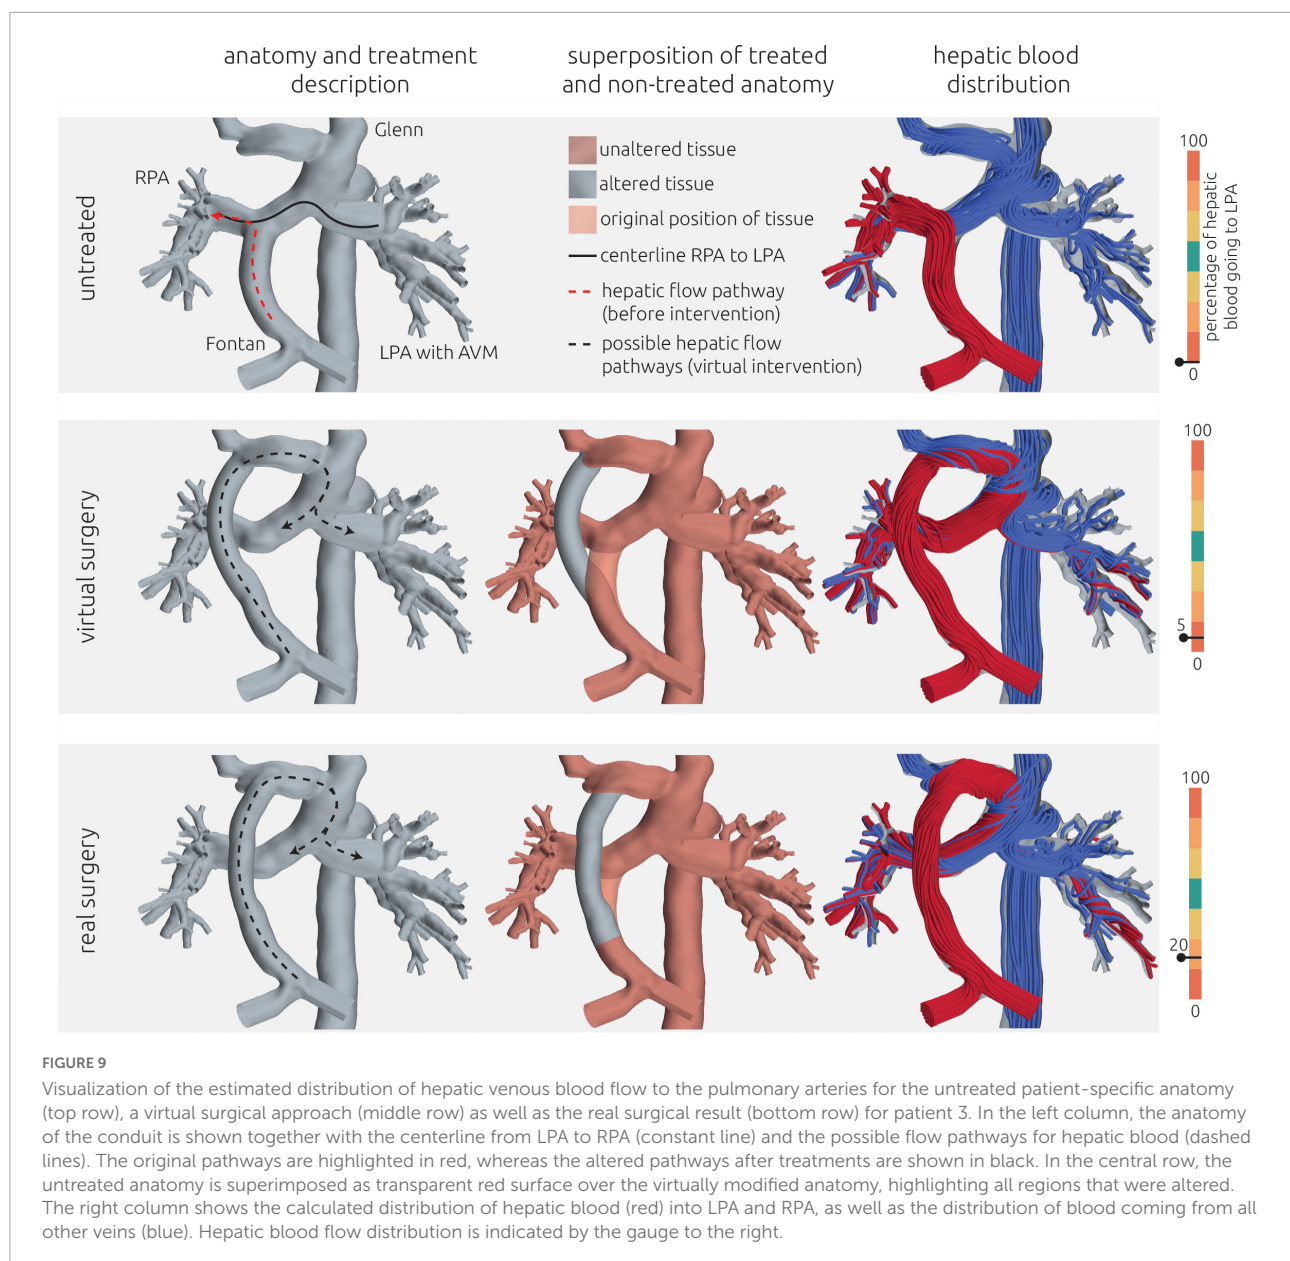 anatomy and treatment
description
superposition of treated
and non-treated anatomy
hepatic blood
distribution
untreated
Glenn
RPA
Fontan
LPA with AVM
unaltered tissue
altered tissue
original position of tissue
centerline RPA to LPA
hepatic flow pathway
(before intervention)
possible hepatic flow
pathways (virtual intervention)
100
percentage of hepatic
blood going to LPA
0
virtual surgery
100
5
0
real surgery
100
20
0
FIGURE 9
Visualization of the estimated distribution of hepatic venous blood flow to the pulmonary arteries for the untreated patient-specific anatomy
(top row), a virtual surgical approach (middle row) as well as the real surgical result (bottom row) for patient 3. In the left column, the anatomy
of the conduit is shown together with the centerline from LPA to RPA (constant line) and the possible flow pathways for hepatic blood (dashed
lines). The original pathways are highlighted in red, whereas the altered pathways after treatments are shown in black. In the central row, the
untreated anatomy is superimposed as transparent red surface over the virtually modified anatomy, highlighting all regions that were altered.
The right column shows the calculated distribution of hepatic blood (red) into LPA and RPA, as well as the distribution of blood coming from all
other veins (blue). Hepatic blood flow distribution is indicated by the gauge to the right.